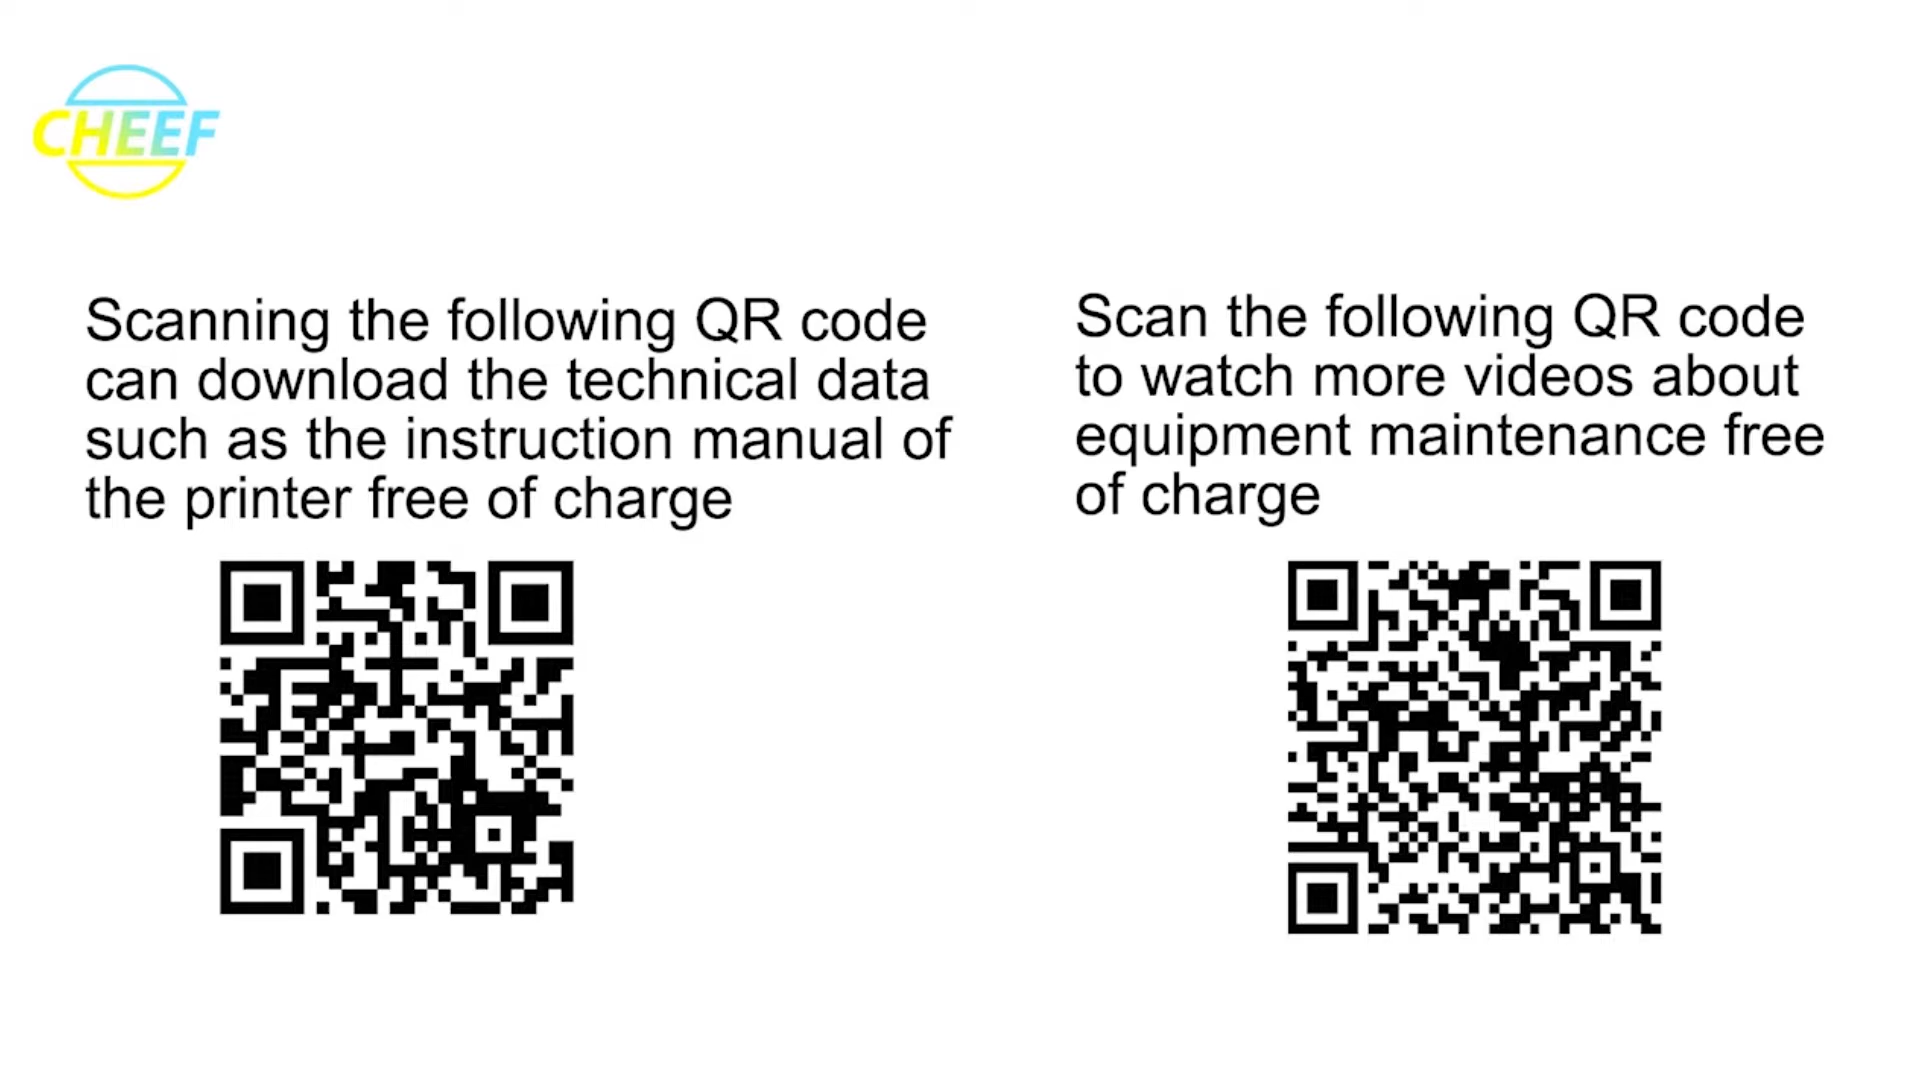 CHEEF
Scanning the following QR code
can download the technical data
such as the instruction manual of
the printer free of charge
Scan the following QR code
to watch more videos about
equipment maintenance free
of charge